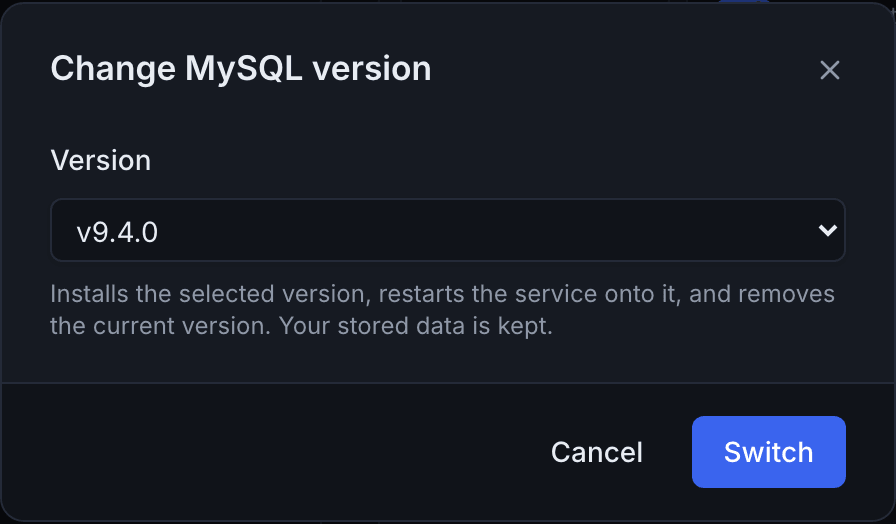 Change MySQL version
Version
v9.4.0
Installs the selected version, restarts the service onto it, and removes
the current version. Your stored data is kept.
Cancel
Switch